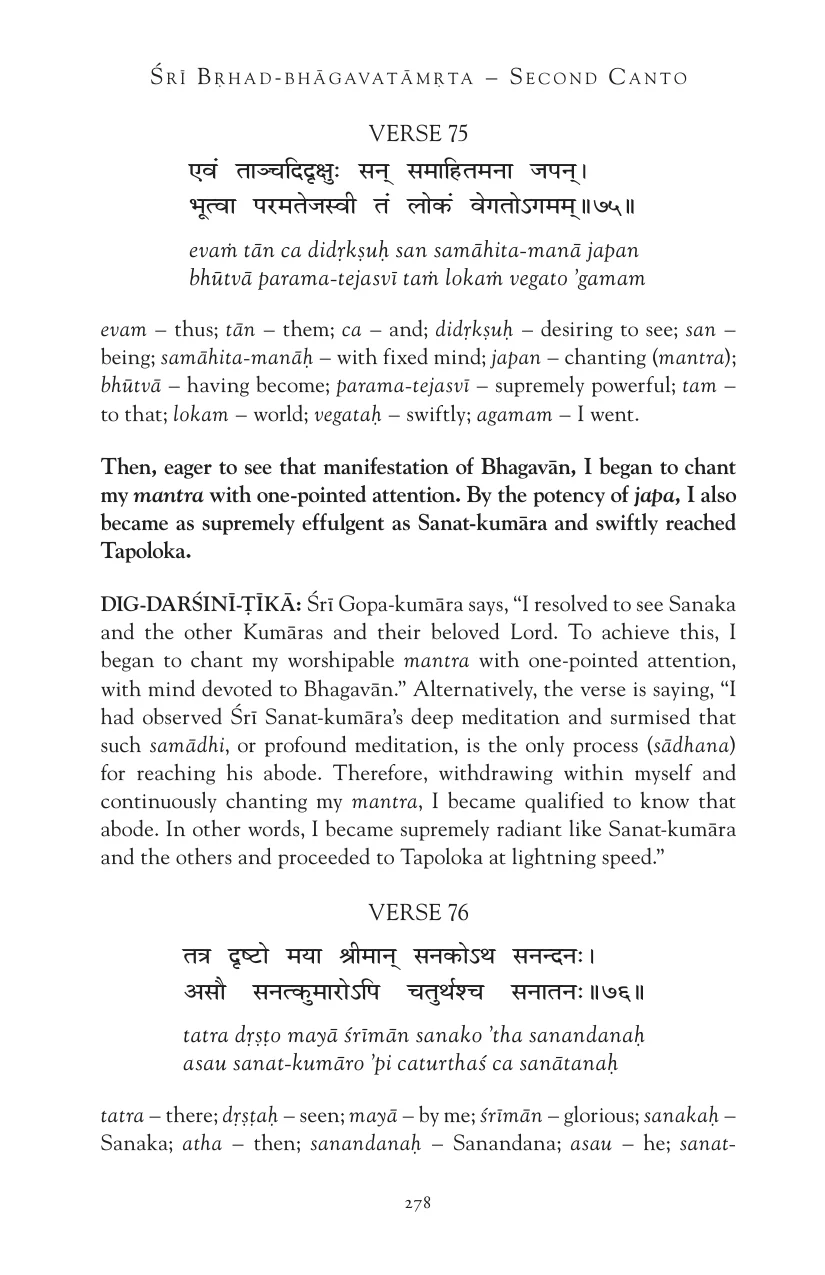 ŚRĪ BṚHAD-BHĀGAVATĀMṚTA – SECOND CANTO
VERSE 75
एवं ताञ्चदिदृक्षुः सन् समाहितमना जपन्।
भूत्वा परमतेजस्वी तं लोकं वेगतोऽगमम्॥७५॥
evaṁ tān ca didṛkṣuḥ san samāhita-manā japan
bhūtvā parama-tejasvī taṁ lokaṁ vegato ’gamam
evam – thus; tān – them; ca – and; didṛkṣuḥ – desiring to see; san –
being; samāhita-manāḥ – with fixed mind; japan – chanting (mantra);
bhūtvā – having become; parama-tejasvī – supremely powerful; tam –
to that; lokam – world; vegataḥ – swiftly; agamam – I went.
Then, eager to see that manifestation of Bhagavān, I began to chant
my mantra with one-pointed attention. By the potency of japa, I also
became as supremely effulgent as Sanat-kumāra and swiftly reached
Tapoloka.
DIG-DARŚINĪ-ṬĪKĀ: Śrī Gopa-kumāra says, “I resolved to see Sanaka
and the other Kumāras and their beloved Lord. To achieve this, I
began to chant my worshipable mantra with one-pointed attention,
with mind devoted to Bhagavān.” Alternatively, the verse is saying, “I
had observed Śrī Sanat-kumāra’s deep meditation and surmised that
such samādhi, or profound meditation, is the only process (sādhana)
for reaching his abode. Therefore, withdrawing within myself and
continuously chanting my mantra, I became qualified to know that
abode. In other words, I became supremely radiant like Sanat-kumāra
and the others and proceeded to Tapoloka at lightning speed.”
VERSE 76
तत्र दृष्टो मया श्रीमान् सनकोऽथ सनन्दनः।
असौ सनत्कुमारोऽपि चतुर्थश्च सनातनः॥७६॥
tatra dṛṣṭo mayā śrīmān sanako ’tha sanandanaḥ
asau sanat-kumāro ’pi caturthaś ca sanātanaḥ
tatra – there; dṛṣṭaḥ – seen; mayā – by me; śrīmān – glorious; sanakaḥ –
Sanaka; atha – then; sanandanaḥ – Sanandana; asau – he; sanat-
278